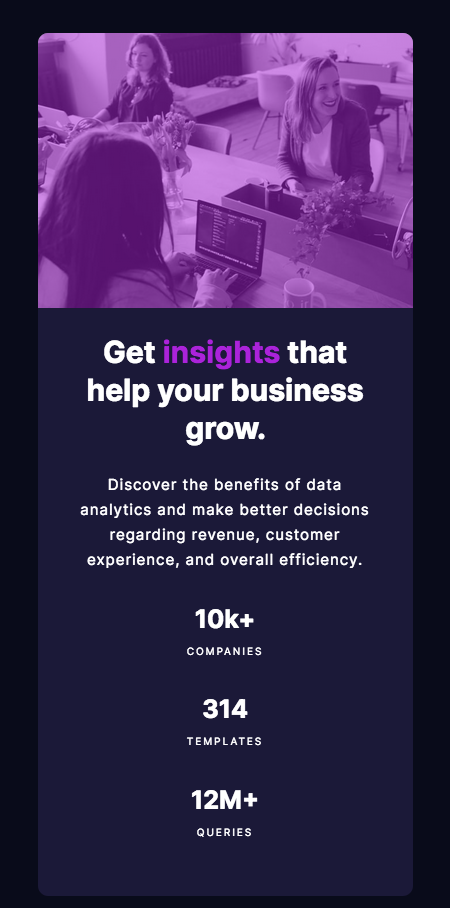 Get insights that
help your business
grow.
Discover the benefits of data
analytics and make better decisions
regarding revenue, customer
experience, and overall efficiency.
10k+
COMPANIES
314
TEMPLATES
12M+
QUERIES